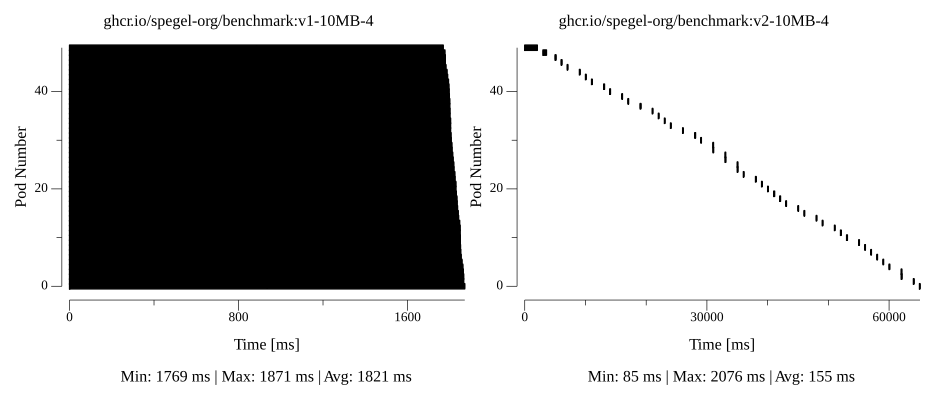 ghcr.io/spegel-org/benchmark:v1-10MB-4
Pod Number
40
20
0
0
800
1600
Time [ms]
Min: 1769 ms | Max: 1871 ms | Avg: 1821 ms
ghcr.io/spegel-org/benchmark:v2-10MB-4
Pod Number
40
20
0
0
30000
60000
Time [ms]
Min: 85 ms | Max: 2076 ms | Avg: 155 ms